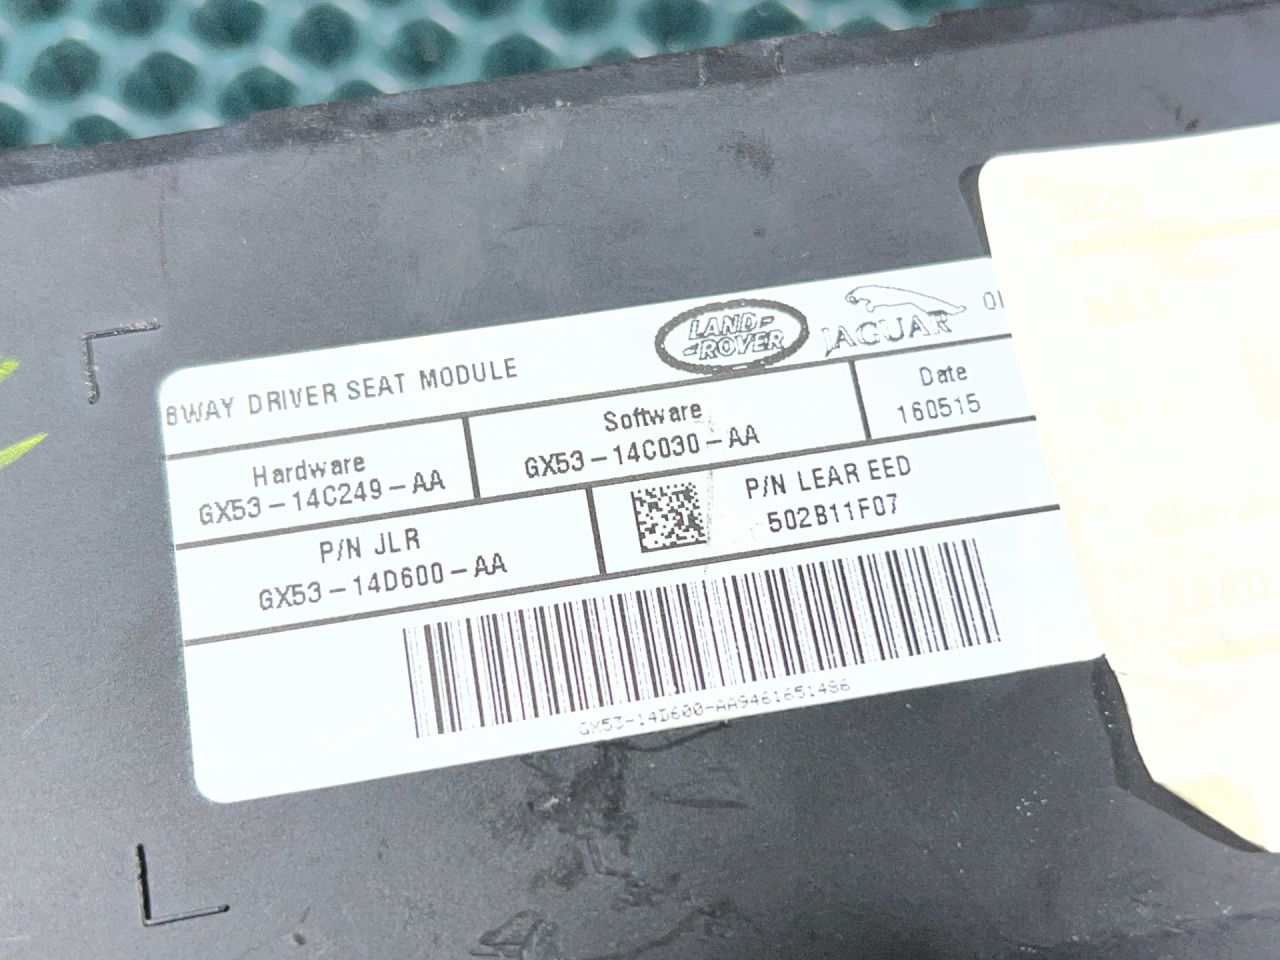 8WAY DRIVER SEAT MODULE
LAND-
-ROVER
JAGUAR
Hardware
GX53-14C249-AA
Software
GX53-14C030-AA
Date
160515
P/N JLR
GX53-14D600-AA
P/N LEAR EED
502B11F07
GX53-14D600-AA9461651486